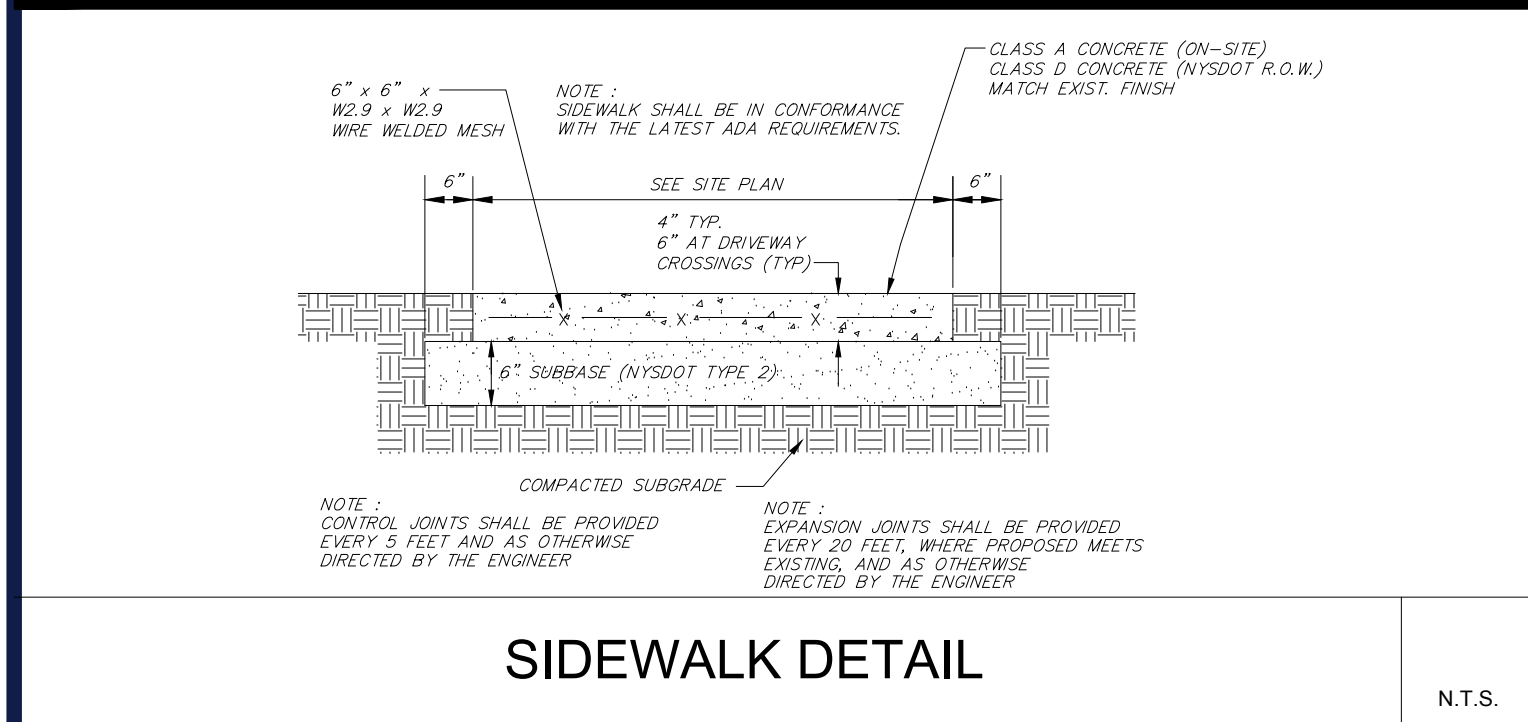 CLASS A CONCRETE (ON-SITE)
CLASS D CONCRETE (NYSDOT R.O.W.)
MATCH EXIST. FINISH
6" x 6" x
W2.9 x W2.9
WIRE WELDED MESH
NOTE :
SIDEWALK SHALL BE IN CONFORMANCE
WITH THE LATEST ADA REQUIREMENTS.
6"
SEE SITE PLAN
6"
4" TYP.
6" AT DRIVEWAY
CROSSINGS (TYP)
6" SUBBASE (NYSDOT TYPE 2)
COMPACTED SUBGRADE
NOTE :
CONTROL JOINTS SHALL BE PROVIDED
EVERY 5 FEET AND AS OTHERWISE
DIRECTED BY THE ENGINEER
NOTE :
EXPANSION JOINTS SHALL BE PROVIDED
EVERY 20 FEET, WHERE PROPOSED MEETS
EXISTING, AND AS OTHERWISE
DIRECTED BY THE ENGINEER
SIDEWALK DETAIL
N.T.S.